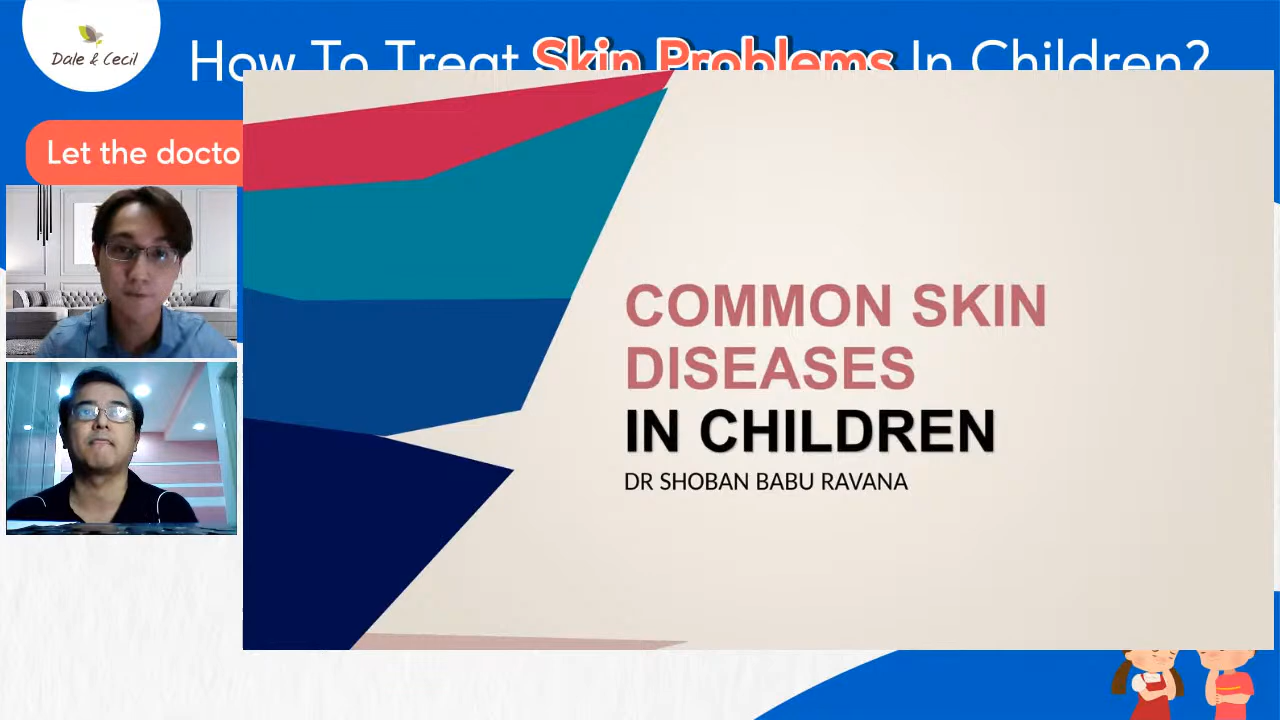 Dale & Cecil
How To Treat Skin Problems In Children?
Let the docto
COMMON SKIN
DISEASES
IN CHILDREN
DR SHOBAN BABU RAVANA